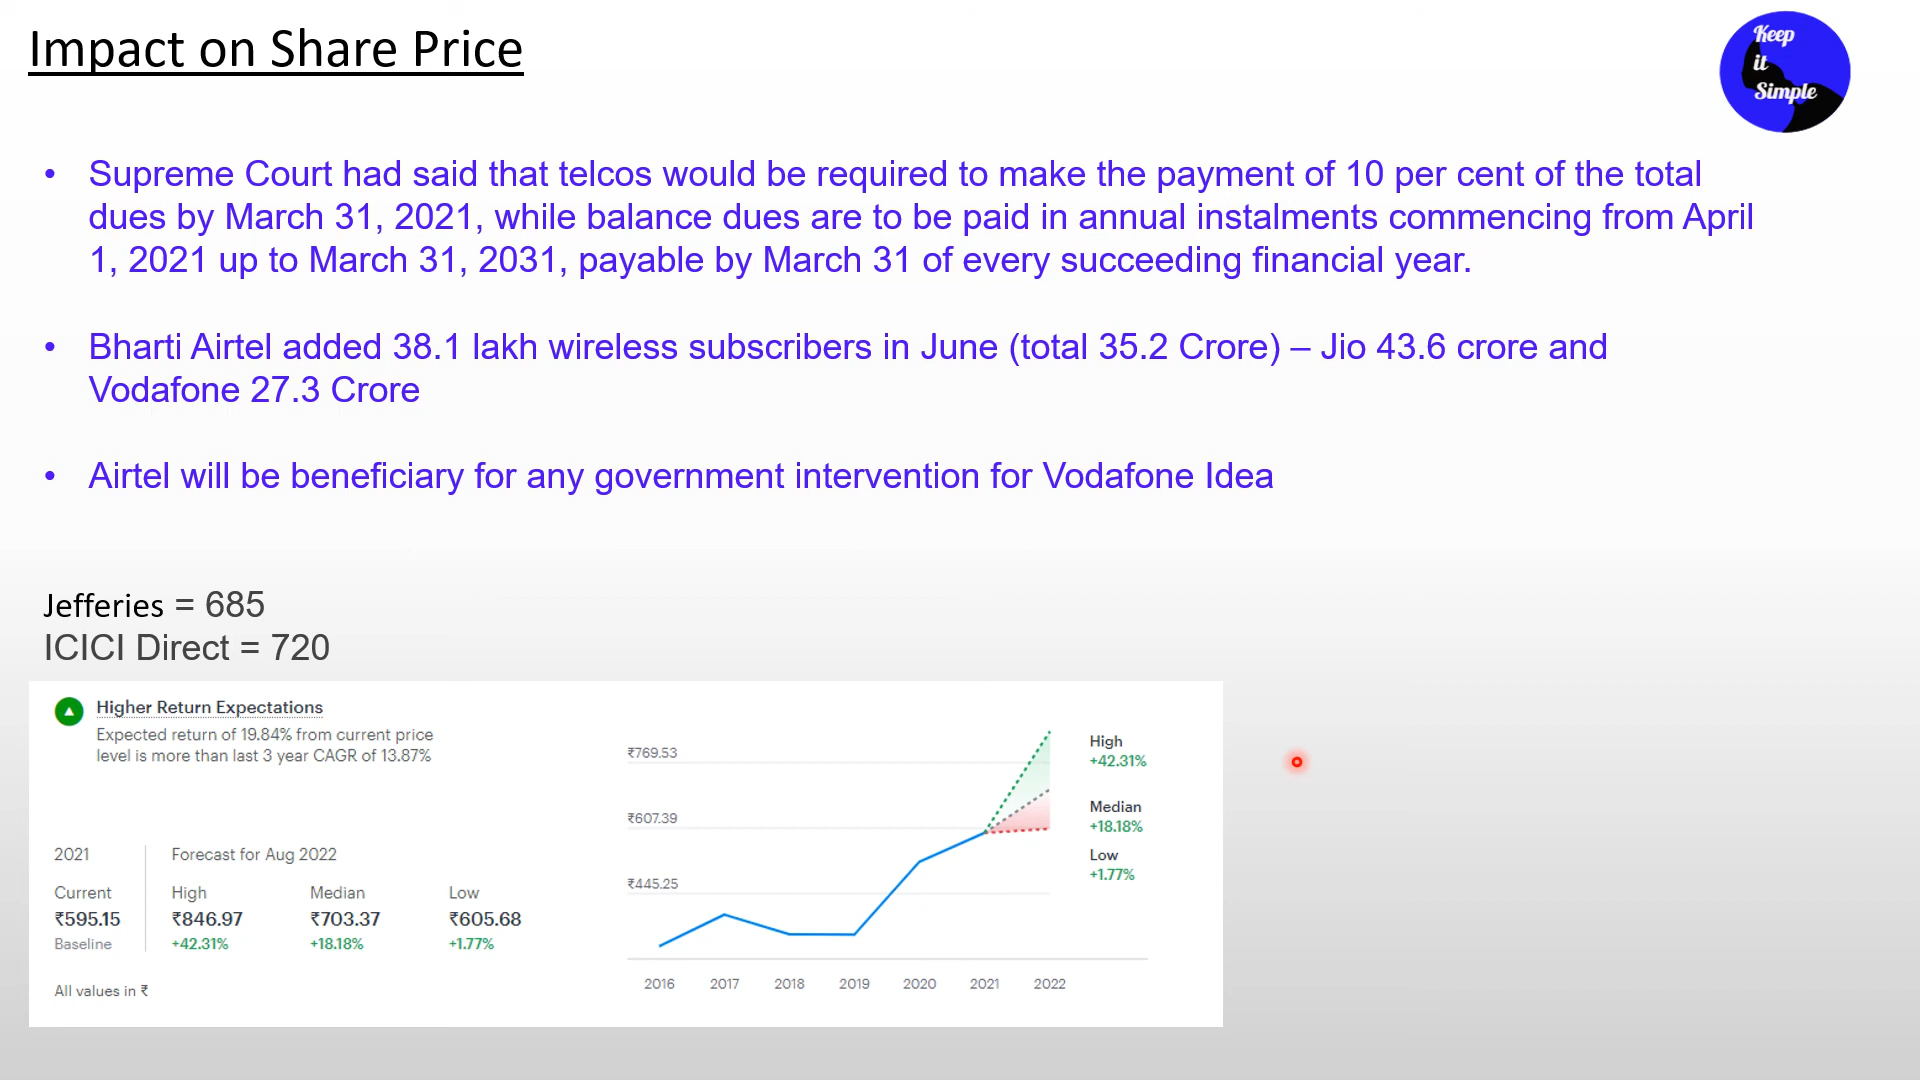 Impact on Share Price
Keep
it
Simple
• Supreme Court had said that telcos would be required to make the payment of 10 per cent of the total
dues by March 31, 2021, while balance dues are to be paid in annual instalments commencing from April
1, 2021 up to March 31, 2031, payable by March 31 of every succeeding financial year.
• Bharti Airtel added 38.1 lakh wireless subscribers in June (total 35.2 Crore) – Jio 43.6 crore and
Vodafone 27.3 Crore
• Airtel will be beneficiary for any government intervention for Vodafone Idea
Jefferies = 685
ICICI Direct = 720
Higher Return Expectations
Expected return of 19.84% from current price
level is more than last 3 year CAGR of 13.87%
2021 Forecast for Aug 2022
Current High Median Low
₹595.15 ₹846.97 ₹703.37 ₹605.68
Baseline +42.31% +18.18% +1.77%
All values in ₹
₹769.53
₹607.39
₹445.25
2016 2017 2018 2019 2020 2021 2022
High
+42.31%
Median
+18.18%
Low
+1.77%